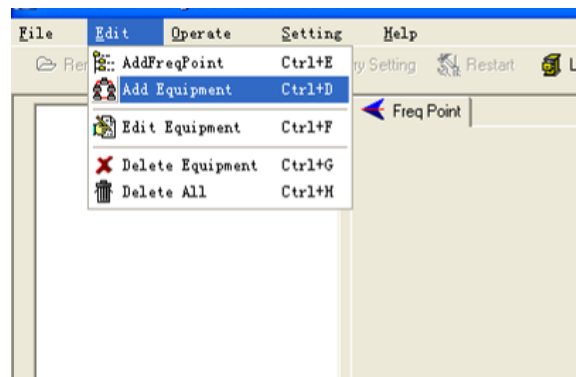 File Edit Operate Setting Help
AddFreqPoint Ctrl+E
Setting Restart
Add Equipment Ctrl+D
Freq Point
Edit Equipment Ctrl+F
Delete Equipment Ctrl+G
Delete All Ctrl+H